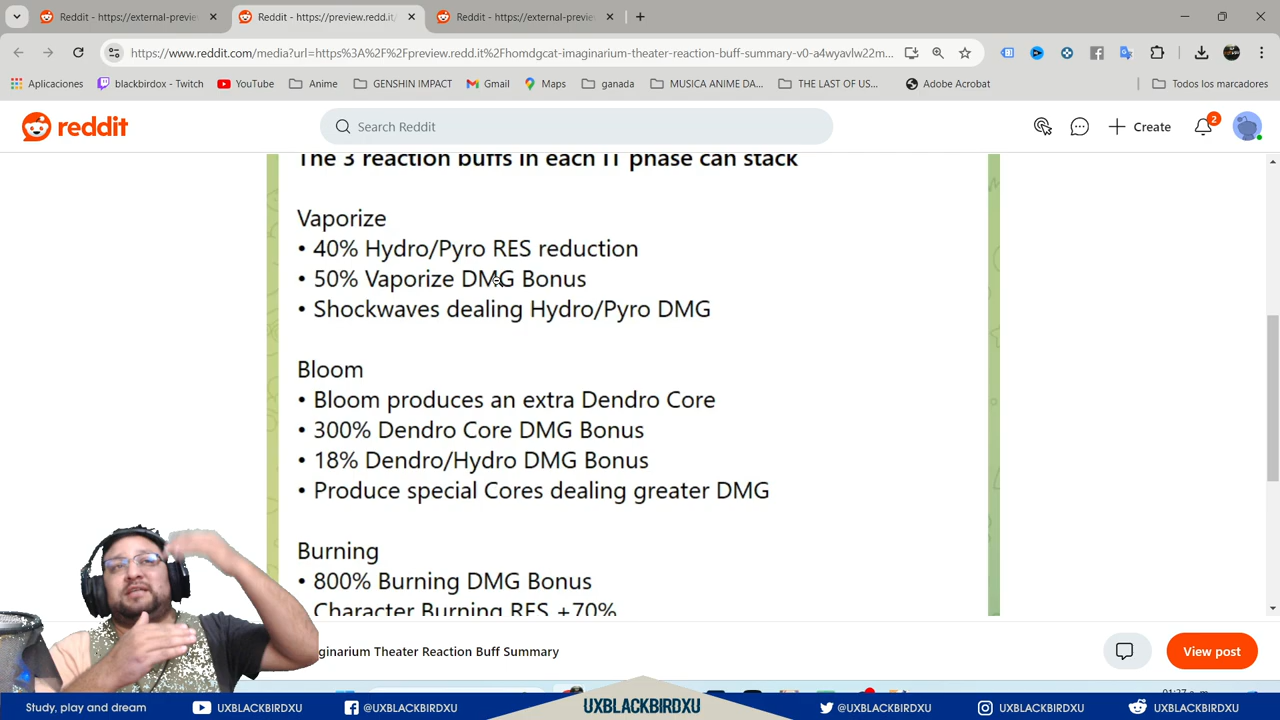 Reddit - https://external-previe
Reddit - https://preview.redd.it/
Reddit - https://external-previe
https://www.reddit.com/media?url=https%3A%2F%2Fpreview.redd.it%2Fhomdgcat-imaginarium-theater-reaction-buff-summary-v0-a4wyavlw22m...
Aplicaciones
blackbirdox - Twitch
YouTube
Anime
GENSHIN IMPACT
Gmail
Maps
ganada
MUSICA ANIME DA...
THE LAST OF US...
Adobe Acrobat
Todos los marcadores
reddit
Search Reddit
Create
2
The 3 reaction buffs in each IT phase can stack
Vaporize
• 40% Hydro/Pyro RES reduction
• 50% Vaporize DMG Bonus
• Shockwaves dealing Hydro/Pyro DMG
Bloom
• Bloom produces an extra Dendro Core
• 300% Dendro Core DMG Bonus
• 18% Dendro/Hydro DMG Bonus
• Produce special Cores dealing greater DMG
Burning
• 800% Burning DMG Bonus
Character Burning RES +70%
ginarium Theater Reaction Buff Summary
View post
01:27 a. m.
Study, play and dream
UXBLACKBIRDXU
@UXBLACKBIRDXU
UXBLACKBIRDXU
@UXBLACKBIRDXU
UXBLACKBIRDXU
UXBLACKBIRDXU